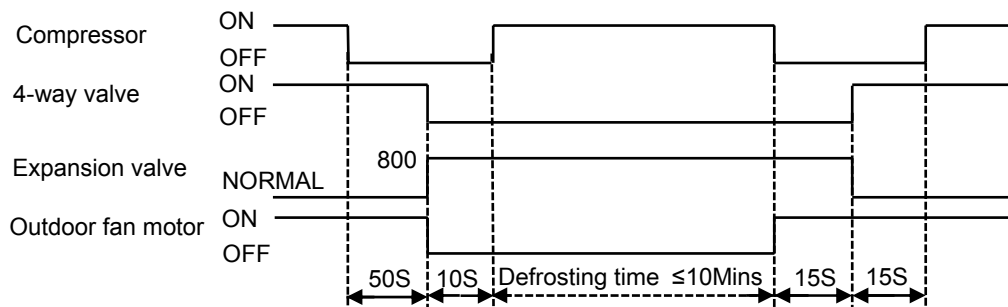 Compressor ON
OFF
4-way valve ON
OFF
Expansion valve 800
NORMAL
Outdoor fan motor ON
OFF
50S 10S Defrosting time ≤10Mins 15S 15S